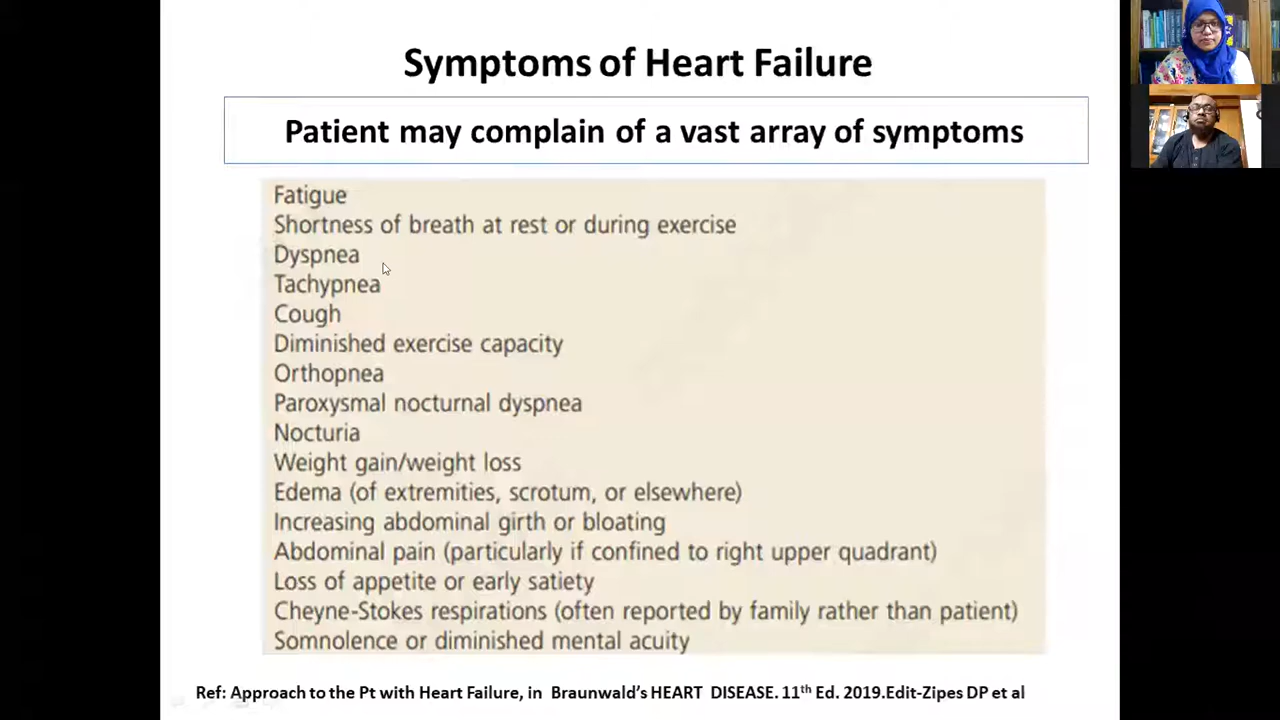 Symptoms of Heart Failure
Patient may complain of a vast array of symptoms
Fatigue
Shortness of breath at rest or during exercise
Dyspnea
Tachypnea
Cough
Diminished exercise capacity
Orthopnea
Paroxysmal nocturnal dyspnea
Nocturia
Weight gain/weight loss
Edema (of extremities, scrotum, or elsewhere)
Increasing abdominal girth or bloating
Abdominal pain (particularly if confined to right upper quadrant)
Loss of appetite or early satiety
Cheyne-Stokes respirations (often reported by family rather than patient)
Somnolence or diminished mental acuity
Ref: Approach to the Pt with Heart Failure, in Braunwald's HEART DISEASE. 11th Ed. 2019.Edit-Zipes DP et al